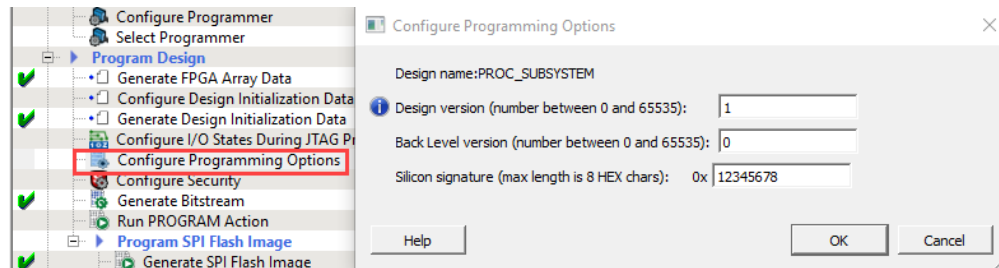 Configure Programmer
Select Programmer
Program Design
Generate FPGA Array Data
Configure Design Initialization Data
Generate Design Initialization Data
Configure I/O States During JTAG Pr
Configure Programming Options
Configure Security
Generate Bitstream
Run PROGRAM Action
Program SPI Flash Image
Generate SPI Flash Image
Configure Programming Options
Design name:PROC_SUBSYSTEM
Design version (number between 0 and 65535): 1
Back Level version (number between 0 and 65535): 0
Silicon signature (max length is 8 HEX chars): 0x 12345678
Help OK Cancel